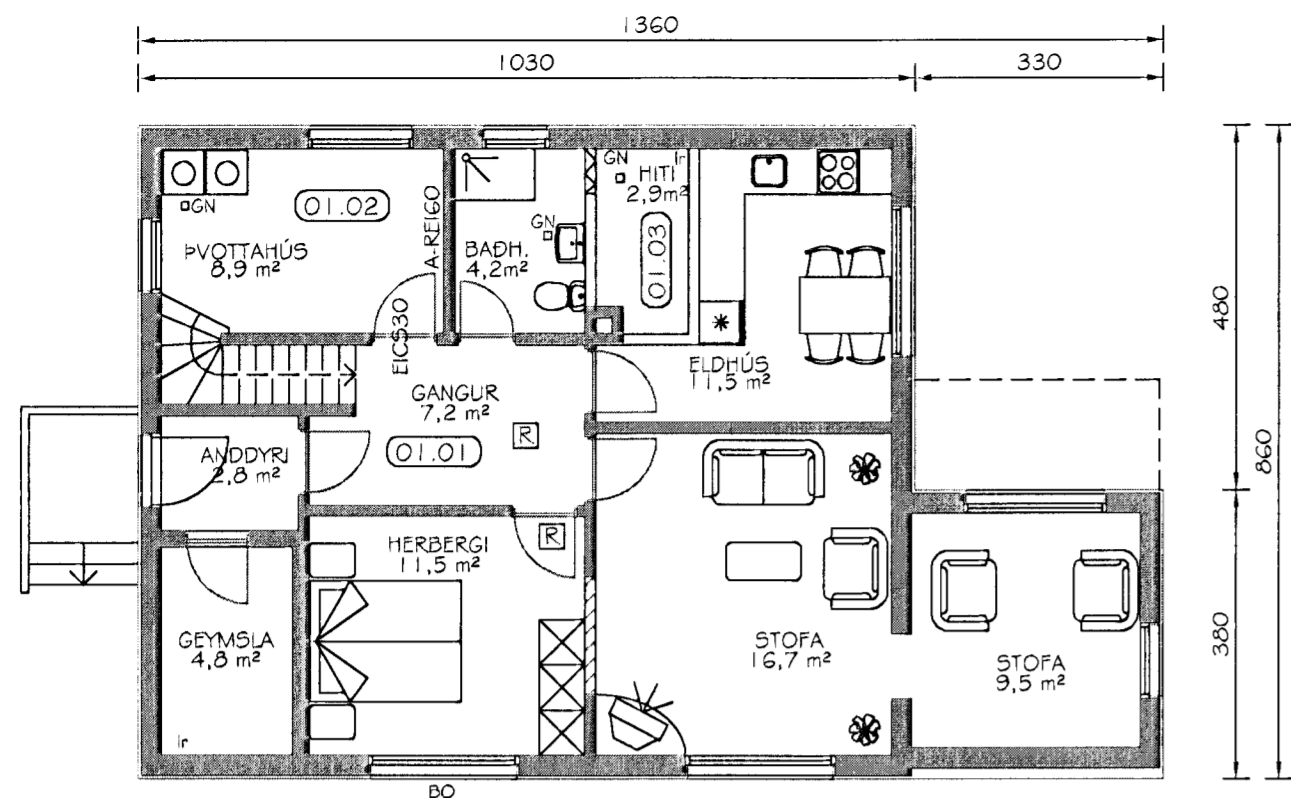 1360
1030
330
GN
ÞVOTTAHÚS
8,9 m²
01.02
A-REI60
EICS30
GN
BAÐH.
4,2m²
GN
Ir
HITI
2,9m²
01.03
ELDHÚS
11,5 m²
GANGUR
7,2 m²
01.01
R
ANDDYRI
2,8 m²
R
HERBERGI
11,5 m²
GEYMSLA
4,8 m²
Ir
STOFA
16,7 m²
STOFA
9,5 m²
480
860
380
BO